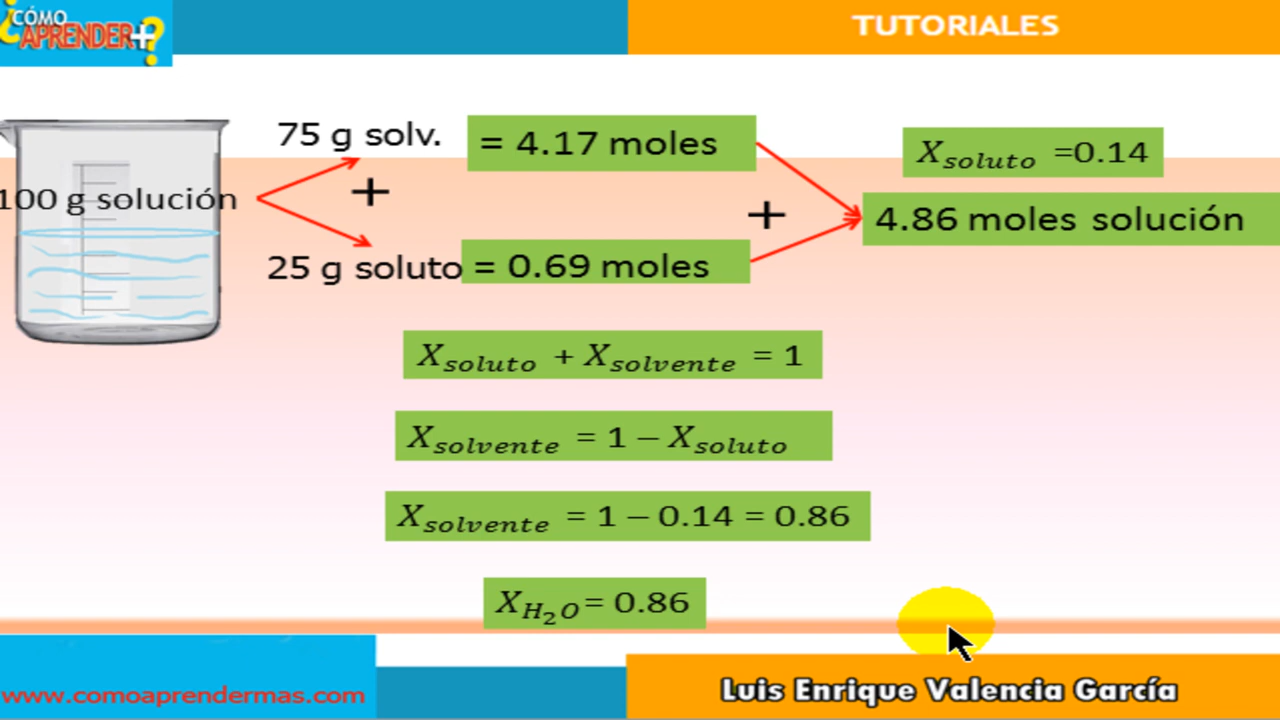 ¿CÓMO
APRENDER+?
TUTORIALES
75 g solv. = 4.17 moles
X_soluto =0.14
100 g solución
+
+
4.86 moles solución
25 g soluto = 0.69 moles
X_soluto + X_solvente = 1
X_solvente = 1 − X_soluto
X_solvente = 1 − 0.14 = 0.86
X_H₂O = 0.86
www.comoaprendermas.com
Luis Enrique Valencia García